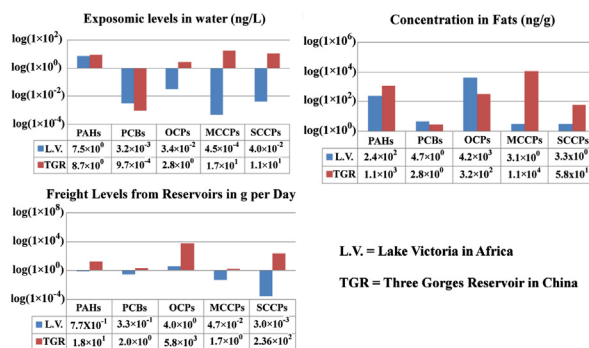 Exposomic levels in water (ng/L)
log(1×10²)
log(1×10⁰)
log(1×10⁻²)
log(1×10⁻⁴)
PAHs PCBs OCPs MCCPs SCCPs
L.V. 7.5×10⁰ 3.2×10⁻³ 3.4×10⁻² 4.5×10⁻⁴ 4.0×10⁻²
TGR 8.7×10⁰ 9.7×10⁻⁴ 2.8×10⁰ 1.7×10¹ 1.1×10¹
Concentration in Fats (ng/g)
log(1×10⁶
log(1×10⁴
log(1×10²
log(1×10⁰
PAHs PCBs OCPs MCCPs SCCPs
L.V. 2.4×10² 4.7×10⁰ 4.2×10³ 3.1×10⁰ 3.3x10⁰
TGR 1.1×10³ 2.8×10⁰ 3.2×10² 1.1×10⁴ 5.8x10¹
Freight Levels from Reservoirs in g per Day
log(1×10⁸
log(1×10⁴
log(1×10⁰
log(1×10⁻⁴
PAHs PCBs OCPs MCCPs SCCPs
L.V. 7.7X10⁻¹ 3.3×10⁻¹ 4.0×10⁰ 4.7×10⁻² 3.0×10⁻³
TGR 1.8×10¹ 2.0×10⁰ 5.8×10³ 1.7×10⁰ 2.36×10²
L.V. = Lake Victoria in Africa
TGR = Three Gorges Reservoir in China